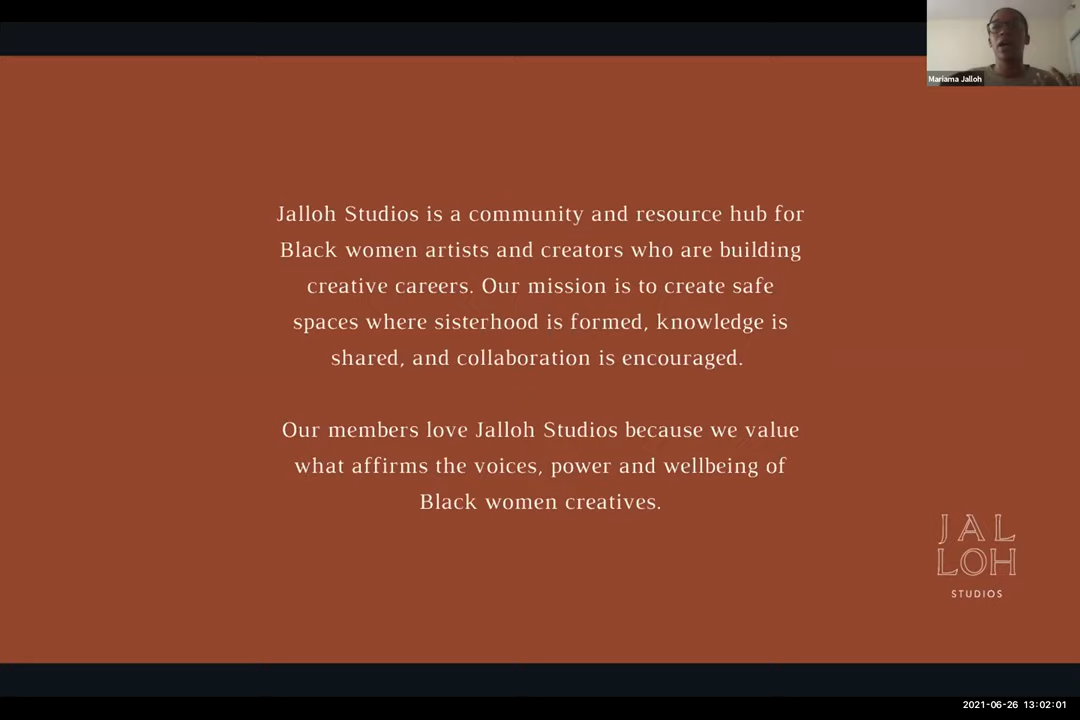 Mariama Jalloh
Jalloh Studios is a community and resource hub for
Black women artists and creators who are building
creative careers. Our mission is to create safe
spaces where sisterhood is formed, knowledge is
shared, and collaboration is encouraged.
Our members love Jalloh Studios because we value
what affirms the voices, power and wellbeing of
Black women creatives.
JAL
LOH
STUDIOS
2021-06-26 13:02:01